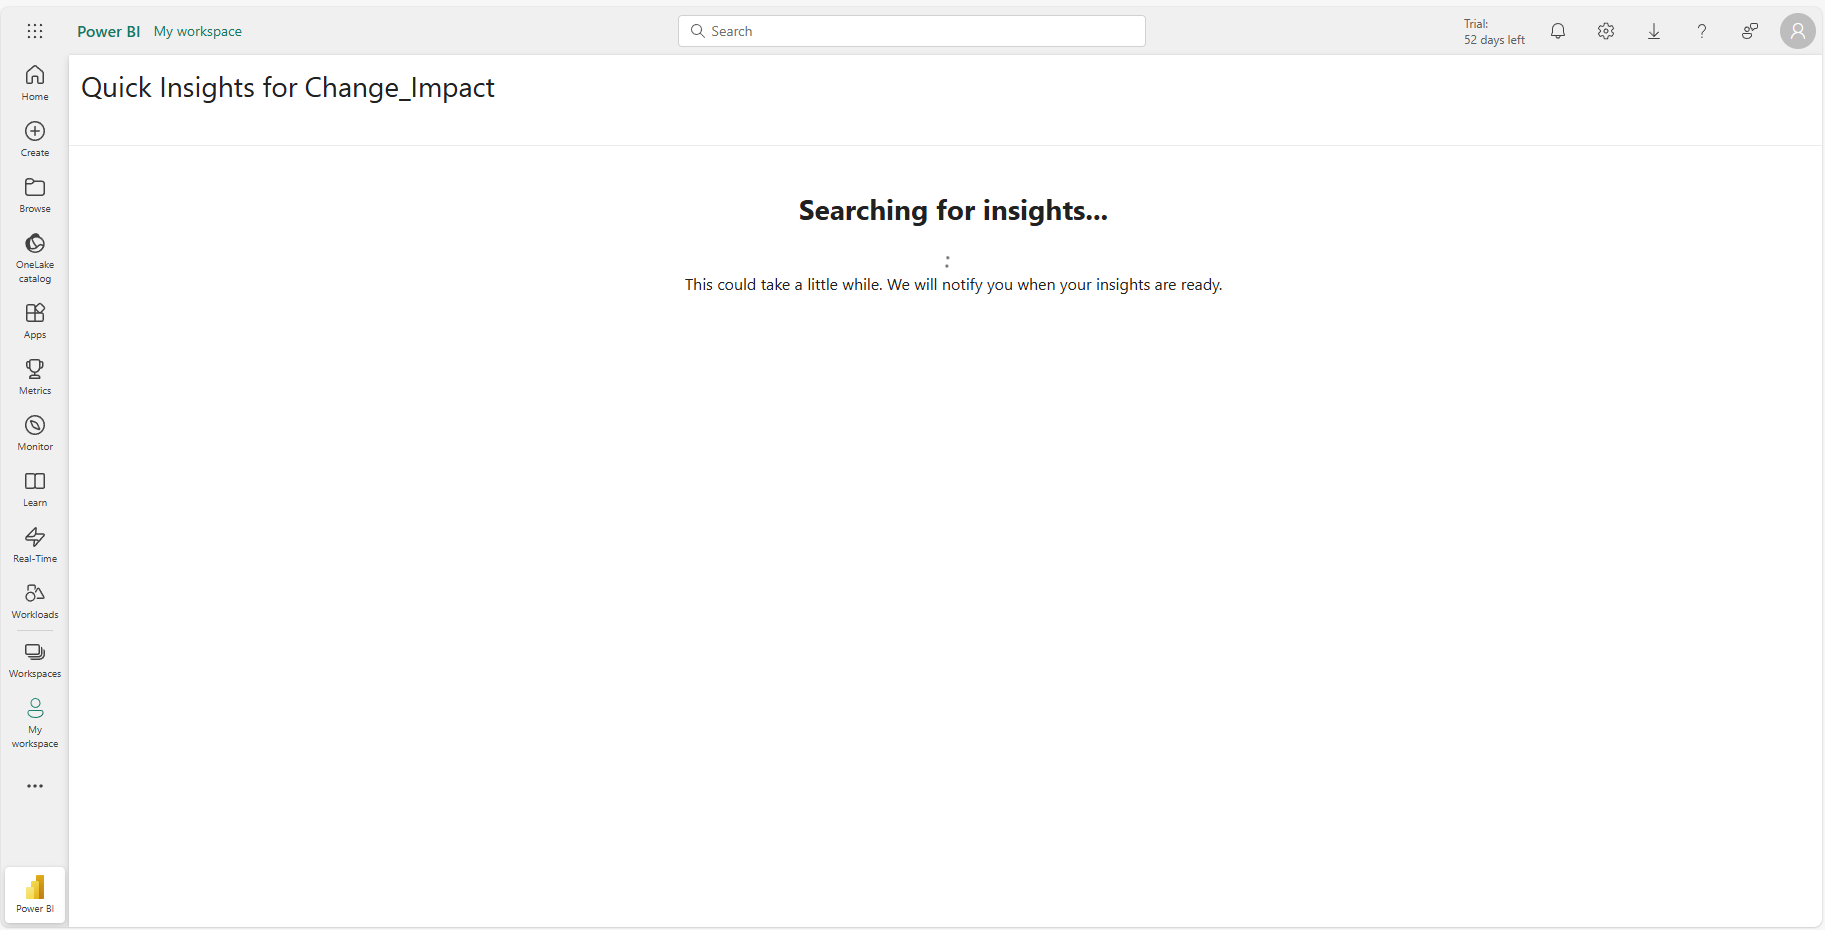 Power BI My workspace
Search
Trial:
52 days left
Home
Create
Browse
OneLake
catalog
Apps
Metrics
Monitor
Learn
Real-Time
Workloads
Workspaces
My
workspace
Power BI
Quick Insights for Change_Impact
Searching for insights...
This could take a little while. We will notify you when your insights are ready.